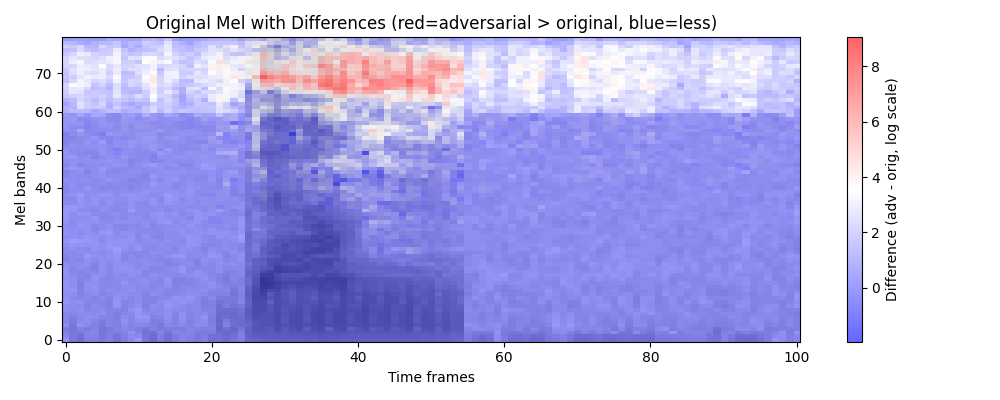 Original Mel with Differences (red=adversarial > original, blue=less)
Mel bands
70
60
50
40
30
20
10
0
0 20 40 60 80 100
Time frames
8
6
4
2
0
Difference (adv - orig, log scale)